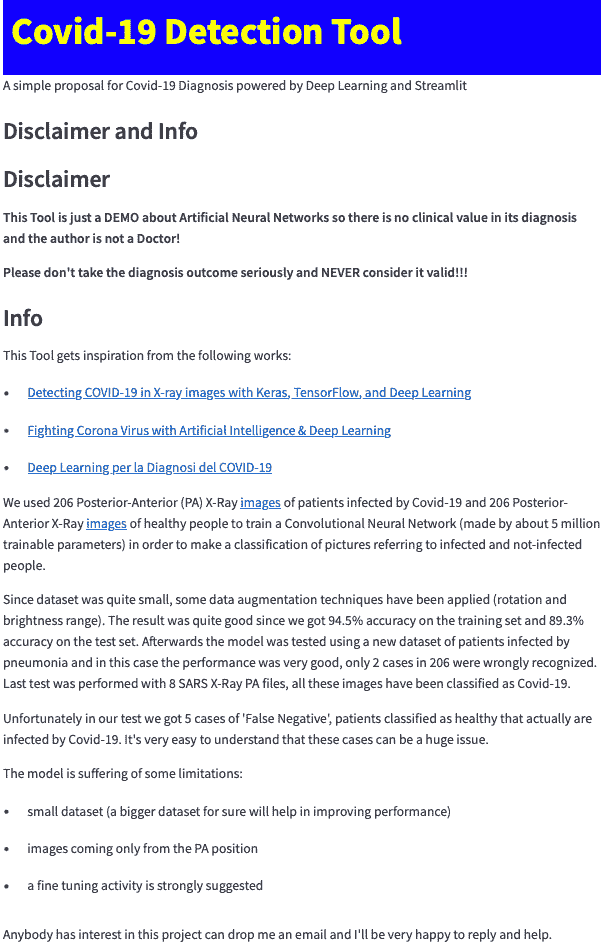 Covid-19 Detection Tool
A simple proposal for Covid-19 Diagnosis powered by Deep Learning and Streamlit
Disclaimer and Info
Disclaimer
This Tool is just a DEMO about Artificial Neural Networks so there is no clinical value in its diagnosis
and the author is not a Doctor!
Please don't take the diagnosis outcome seriously and NEVER consider it valid!!!
Info
This Tool gets inspiration from the following works:
• Detecting COVID-19 in X-ray images with Keras, TensorFlow, and Deep Learning
• Fighting Corona Virus with Artificial Intelligence & Deep Learning
• Deep Learning per la Diagnosi del COVID-19
We used 206 Posterior-Anterior (PA) X-Ray images of patients infected by Covid-19 and 206 Posterior-
Anterior X-Ray images of healthy people to train a Convolutional Neural Network (made by about 5 million
trainable parameters) in order to make a classification of pictures referring to infected and not-infected
people.
Since dataset was quite small, some data augmentation techniques have been applied (rotation and
brightness range). The result was quite good since we got 94.5% accuracy on the training set and 89.3%
accuracy on the test set. Afterwards the model was tested using a new dataset of patients infected by
pneumonia and in this case the performance was very good, only 2 cases in 206 were wrongly recognized.
Last test was performed with 8 SARS X-Ray PA files, all these images have been classified as Covid-19.
Unfortunately in our test we got 5 cases of 'False Negative', patients classified as healthy that actually are
infected by Covid-19. It's very easy to understand that these cases can be a huge issue.
The model is suffering of some limitations:
• small dataset (a bigger dataset for sure will help in improving performance)
• images coming only from the PA position
• a fine tuning activity is strongly suggested
Anybody has interest in this project can drop me an email and I'll be very happy to reply and help.